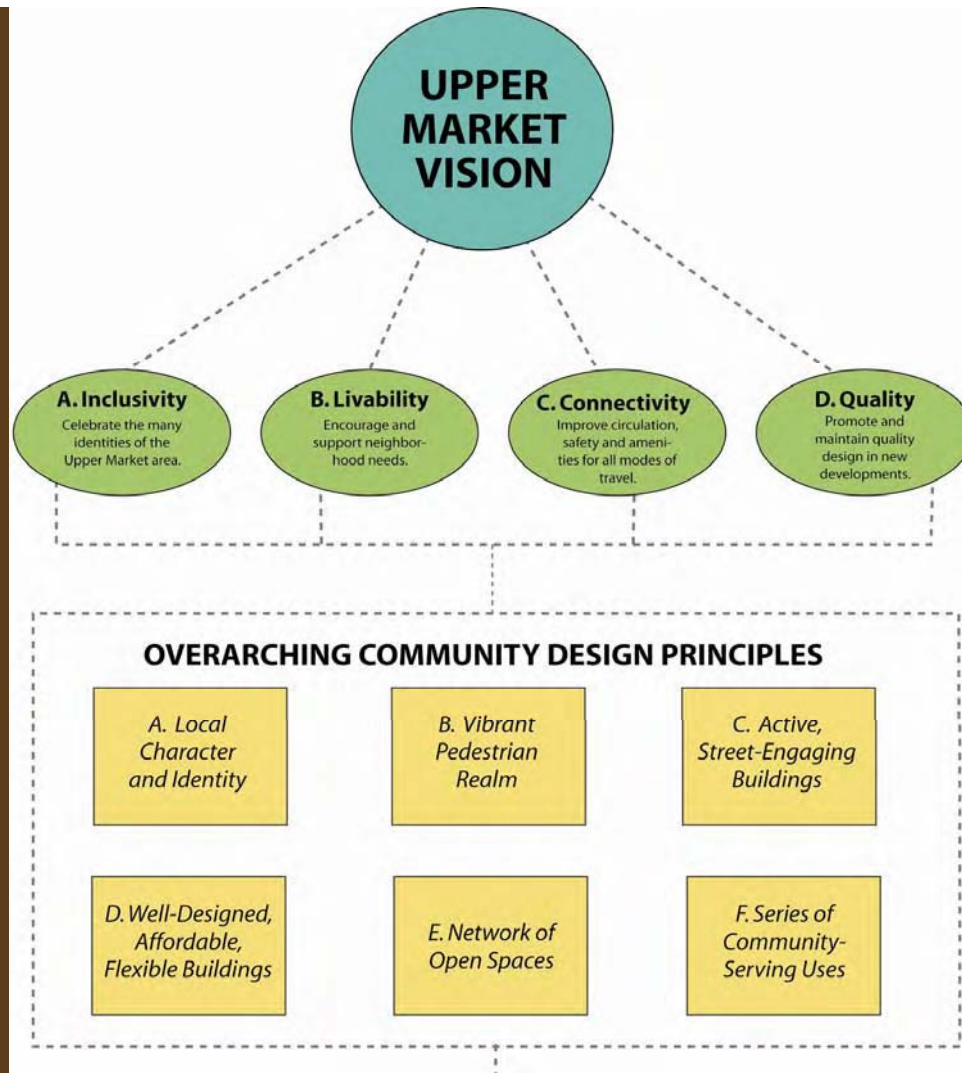 UPPER
MARKET
VISION
A. Inclusivity
Celebrate the many
identities of the
Upper Market area.
B. Livability
Encourage and
support neighbor-
hood needs.
C. Connectivity
Improve circulation,
safety and ameni-
ties for all modes of
travel.
D. Quality
Promote and
maintain quality
design in new
developments.
OVERARCHING COMMUNITY DESIGN PRINCIPLES
A. Local
Character
and Identity
B. Vibrant
Pedestrian
Realm
C. Active,
Street-Engaging
Buildings
D. Well-Designed,
Affordable,
Flexible Buildings
E. Network of
Open Spaces
F. Series of
Community-
Serving Uses